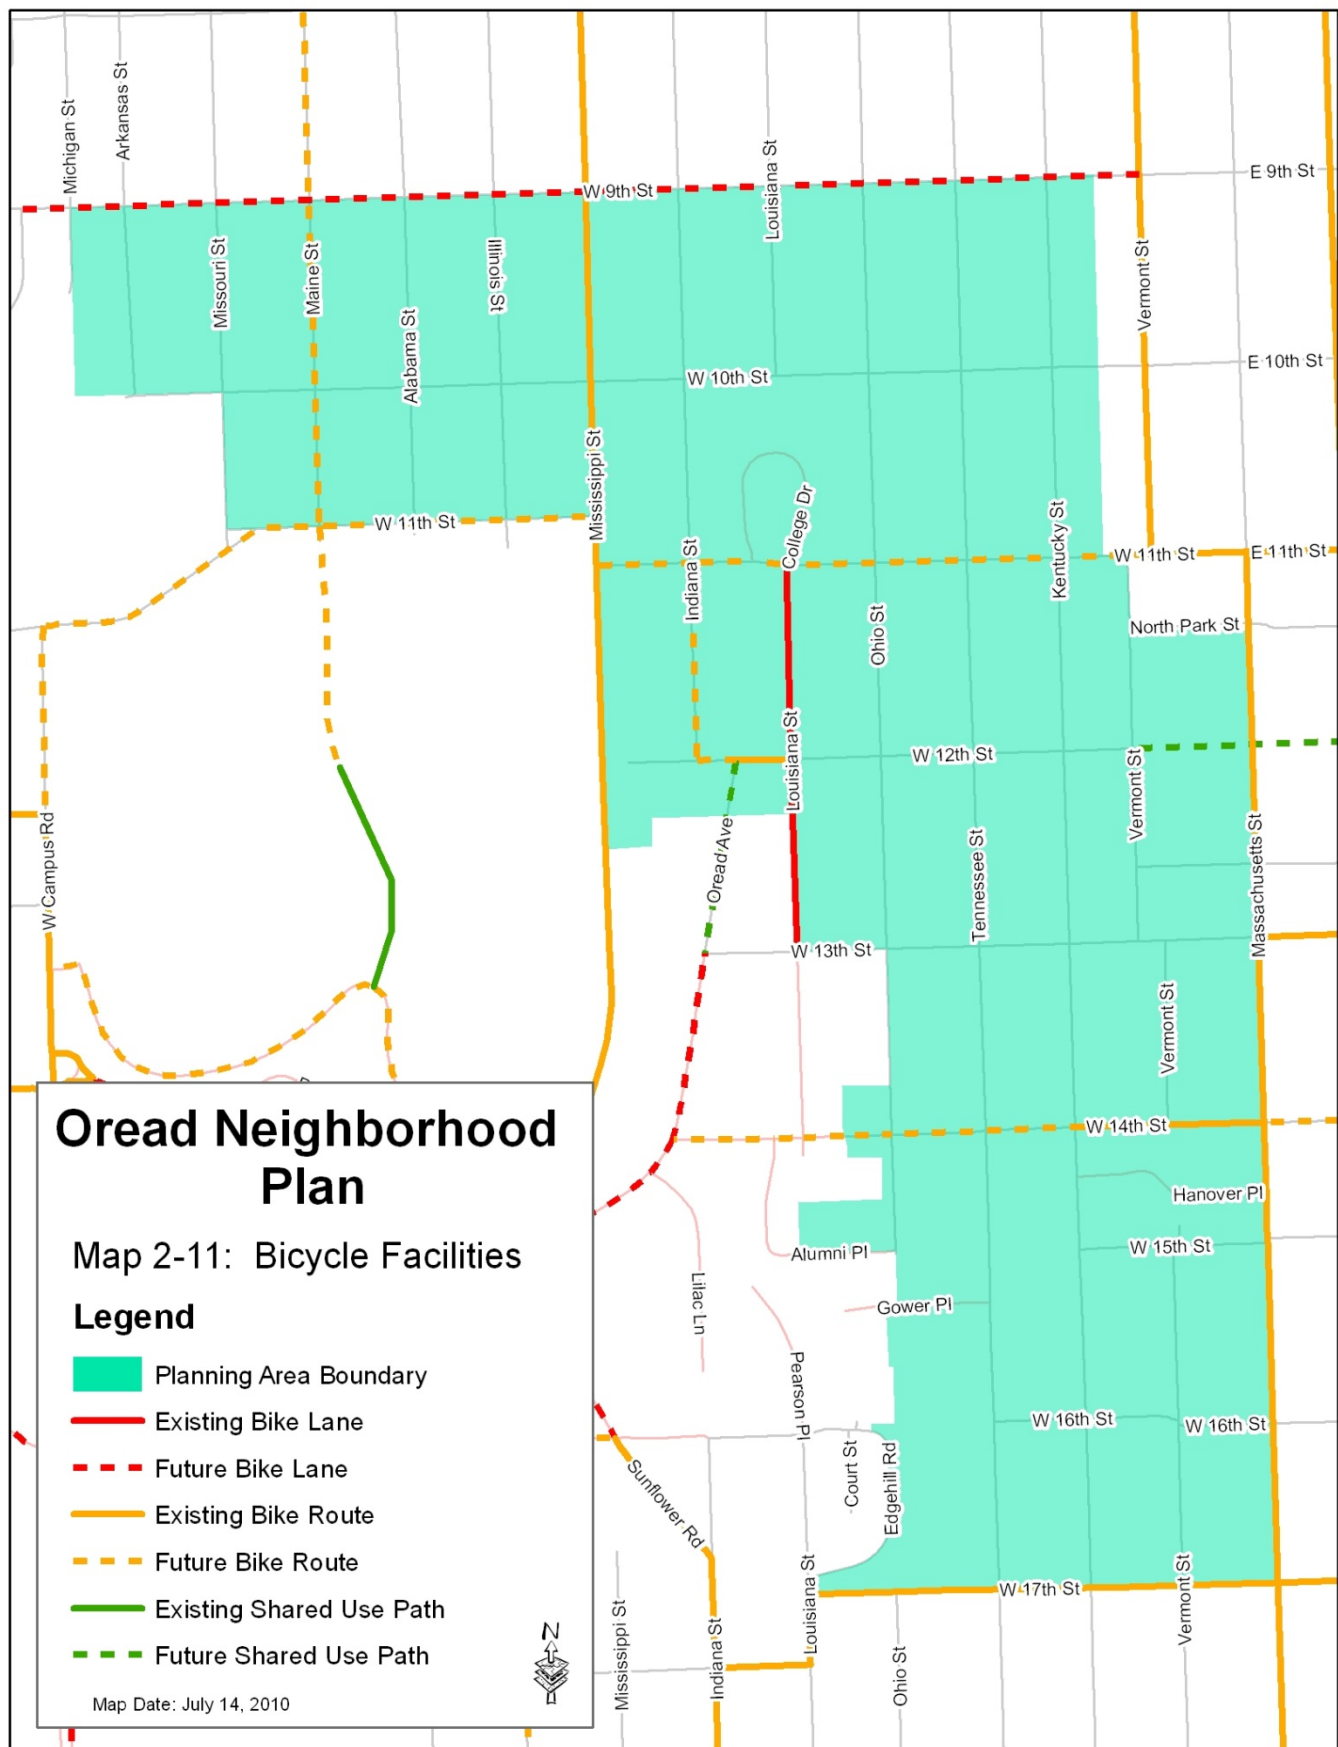 Michigan St
Arkansas St
Louisiana St
W 9th St
E 9th St
Missouri St
Maine St
Illinois St
Alabama St
Vermont St
W 10th St
E 10th St
Mississippi St
College Dr
W 11th St
Indiana St
Kentucky St
W 11th St
E 11th St
Ohio St
North Park St
Louisiana St
W 12th St
Vermont St
W Campus Rd
Oread Ave
Tennessee St
Massachusetts St
W 13th St
Vermont St
W 14th St
Hanover Pl
Alumni Pl
W 15th St
Lilac Ln
Gower Pl
Pearson Pl
W 16th St
W 16th St
Court St
Edgehill Rd
Sunflower Rd
Louisiana St
W 17th St
Vermont St
Mississippi St
Indiana St
Ohio St
Oread Neighborhood
Plan
Map 2-11: Bicycle Facilities
Legend
Planning Area Boundary
Existing Bike Lane
Future Bike Lane
Existing Bike Route
Future Bike Route
Existing Shared Use Path
Future Shared Use Path
N
Map Date: July 14, 2010